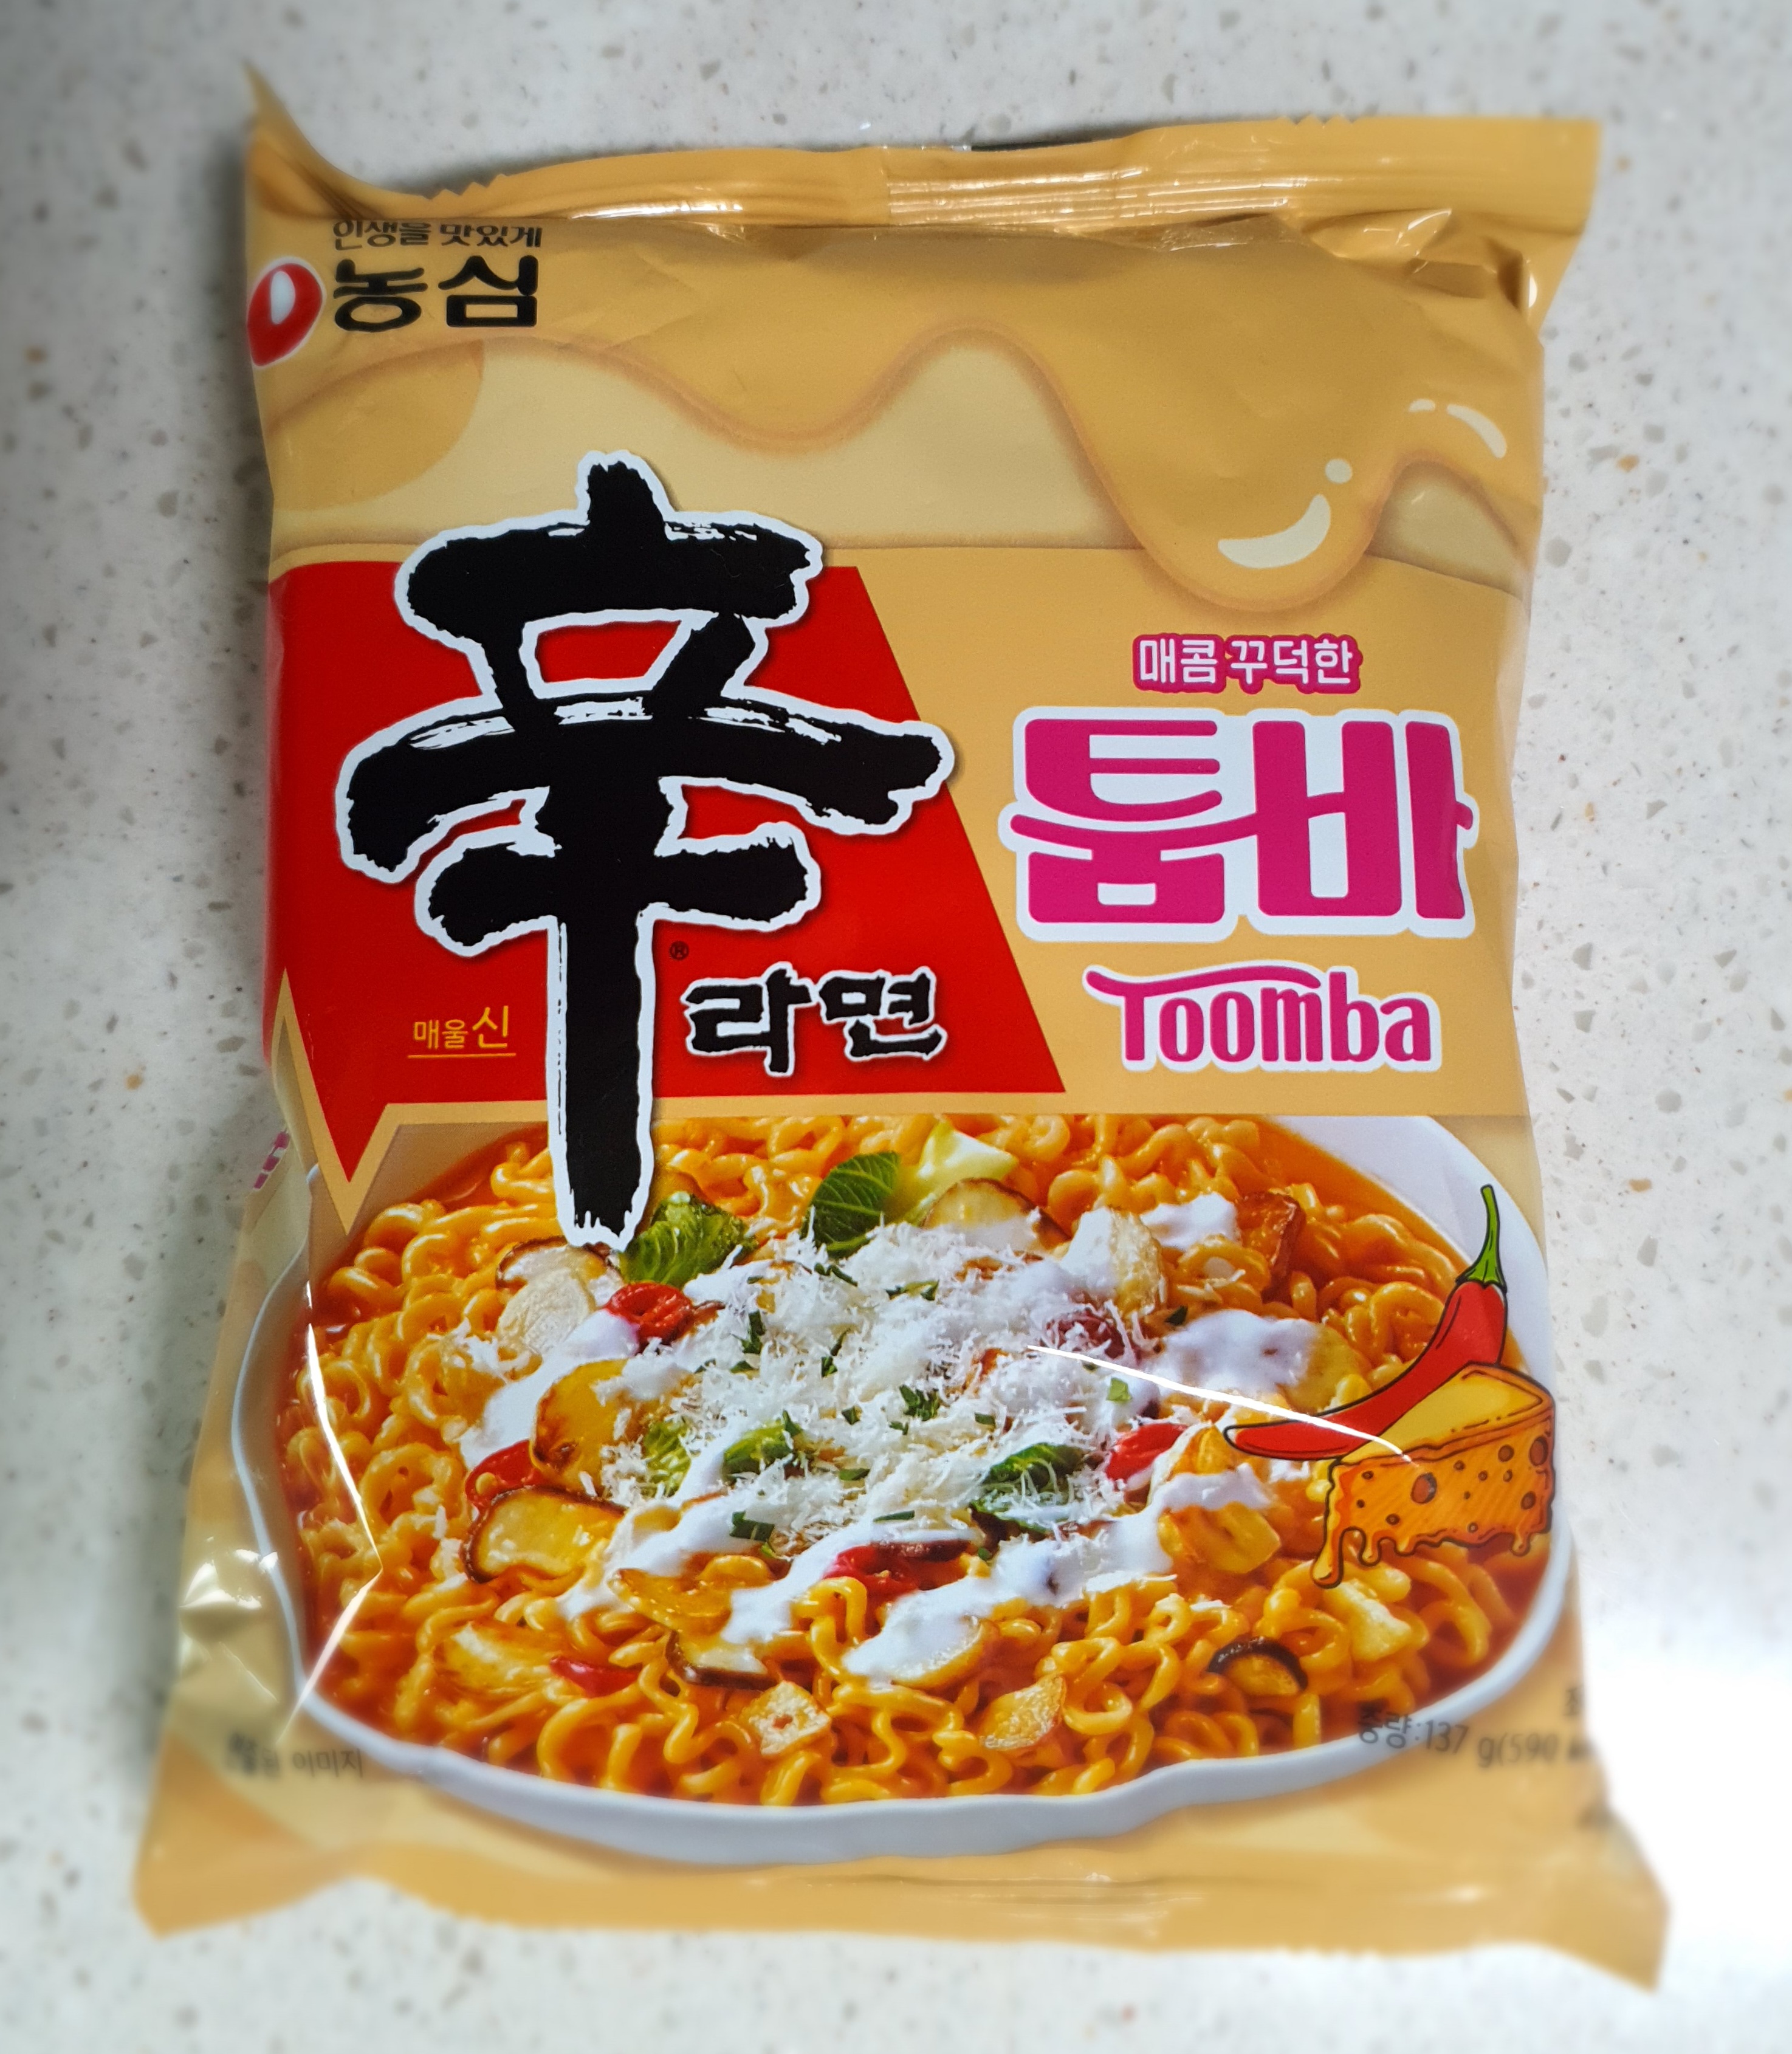 인생을 맛있게
농심
매콤 꾸덕한
툼바
Toomba
辛
®
라면
매울신
이미지
중량:137 g(590